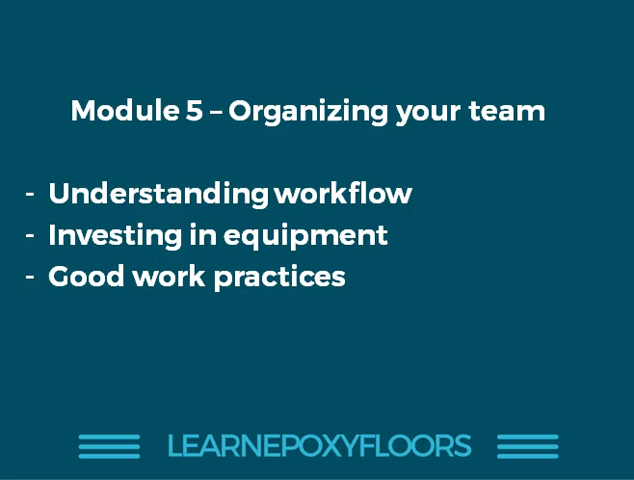 Module 5 – Organizing your team
- Understanding workflow
- Investing in equipment
- Good work practices
LEARNEPOXYFLOORS